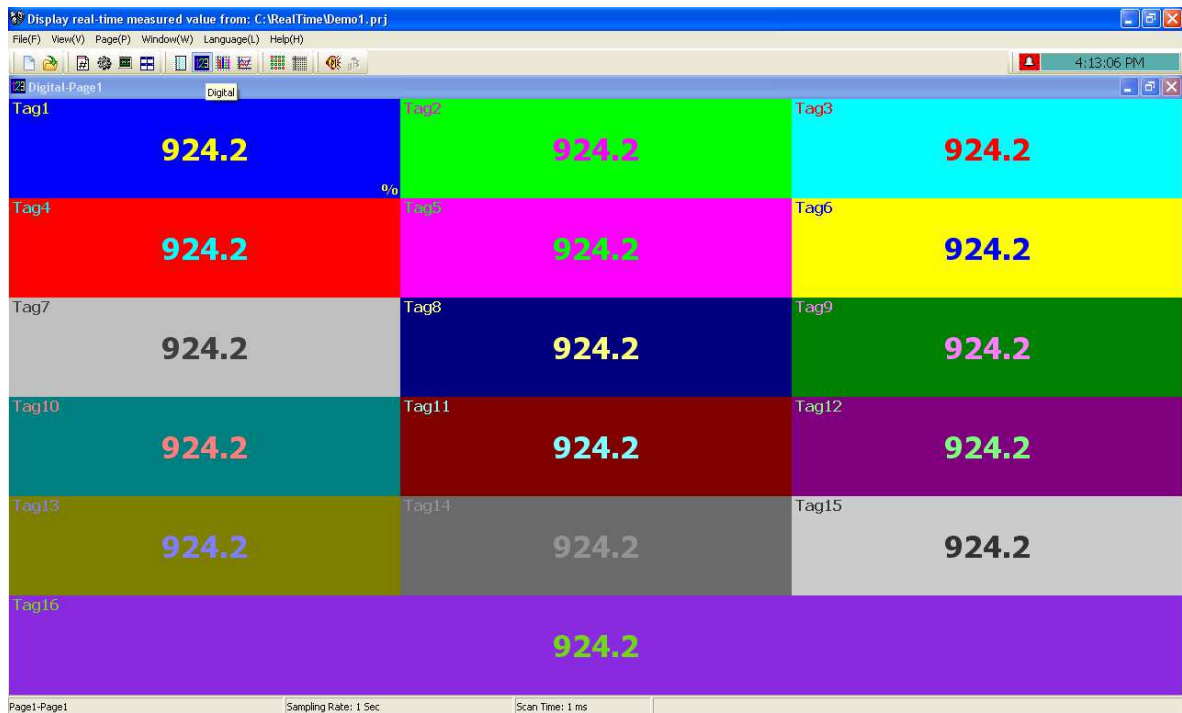 Display real-time measured value from: C:\RealTime\Demo1.prj
File(F) View(V) Page(P) Window(W) Language(L) Help(H)
4:13:06 PM
Digital-Page1
Digital
Tag1 Tag2 Tag3
924.2 924.2 924.2
%
Tag4 Tag5 Tag6
924.2 924.2 924.2
Tag7 Tag8 Tag9
924.2 924.2 924.2
Tag10 Tag11 Tag12
924.2 924.2 924.2
Tag13 Tag14 Tag15
924.2 924.2 924.2
Tag16
924.2
Page1-Page1 Sampling Rate: 1 Sec Scan Time: 1 ms